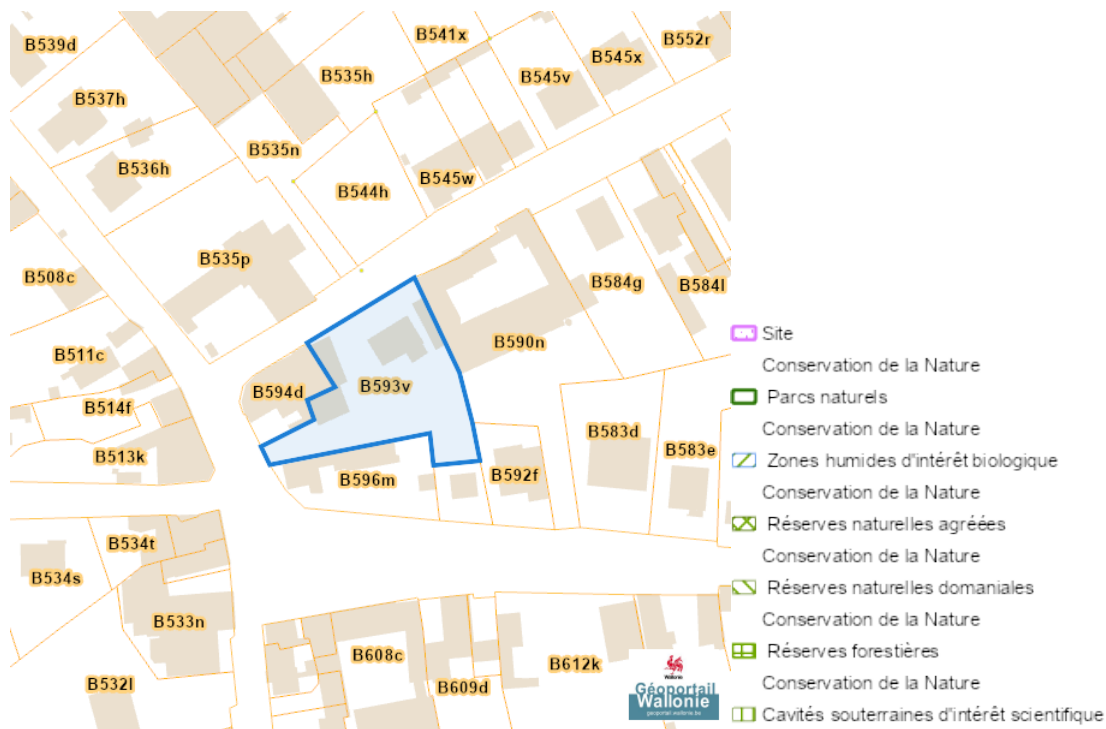 B539d
B541x
B552r
B545x
B535h
B545v
B537h
B535n
B536h
B545w
B544h
B535p
B508c
B584g
B584l
B590n
B511c
B593v
B594d
B514f
B583d
B513k
B583e
B596m
B592f
B534t
B534s
B533n
B608c
B612k
B532l
B609d
Wallonie
Géoportail
Wallonie
geoportail.wallonie.be
Site
Conservation de la Nature
Parcs naturels
Conservation de la Nature
Zones humides d'intérêt biologique
Conservation de la Nature
Réserves naturelles agréées
Conservation de la Nature
Réserves naturelles domaniales
Conservation de la Nature
Réserves forestières
Conservation de la Nature
Cavités souterraines d'intérêt scientifique